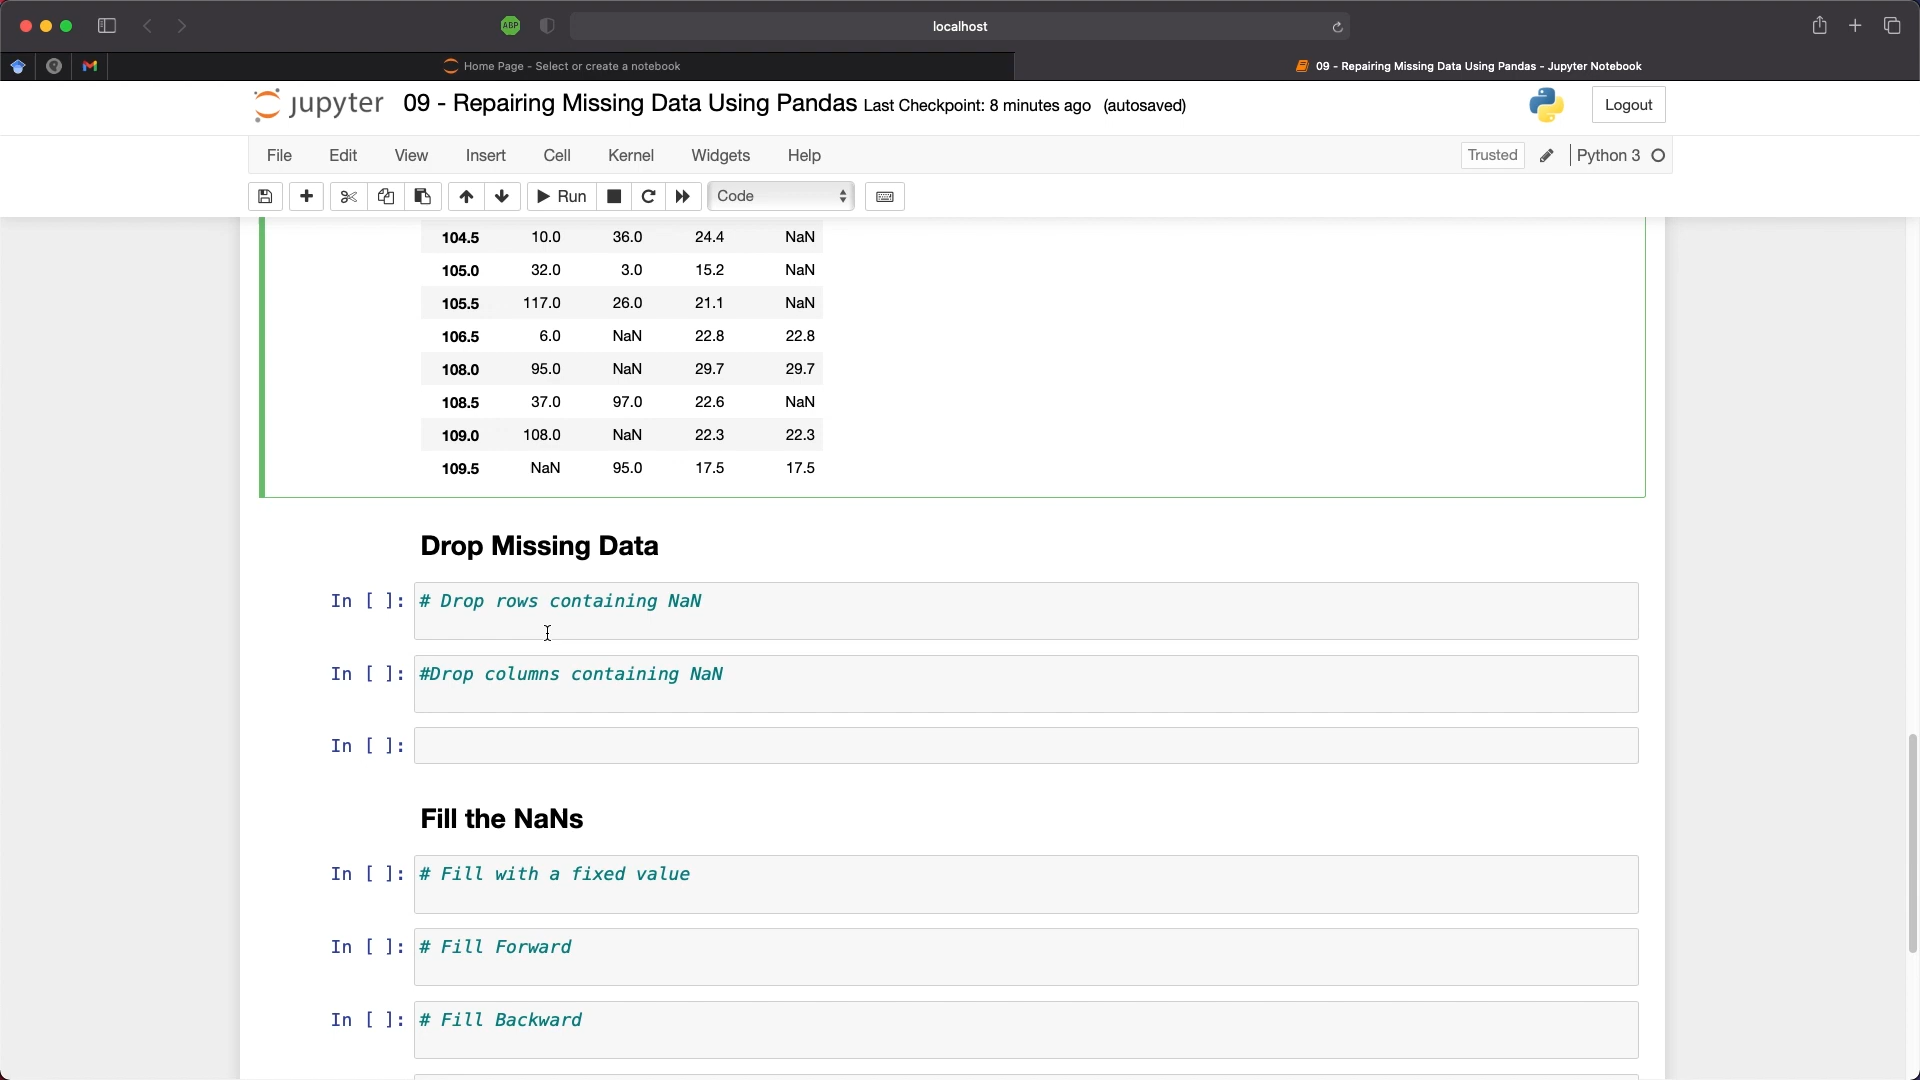 ABP
localhost
Home Page - Select or create a notebook
09 - Repairing Missing Data Using Pandas - Jupyter Notebook
jupyter 09 - Repairing Missing Data Using Pandas Last Checkpoint: 8 minutes ago (autosaved)
Logout
File Edit View Insert Cell Kernel Widgets Help
Trusted Python 3
Run Code
104.5 10.0 36.0 24.4 NaN
105.0 32.0 3.0 15.2 NaN
105.5 117.0 26.0 21.1 NaN
106.5 6.0 NaN 22.8 22.8
108.0 95.0 NaN 29.7 29.7
108.5 37.0 97.0 22.6 NaN
109.0 108.0 NaN 22.3 22.3
109.5 NaN 95.0 17.5 17.5
Drop Missing Data
In [ ]: # Drop rows containing NaN
In [ ]: #Drop columns containing NaN
In [ ]:
Fill the NaNs
In [ ]: # Fill with a fixed value
In [ ]: # Fill Forward
In [ ]: # Fill Backward